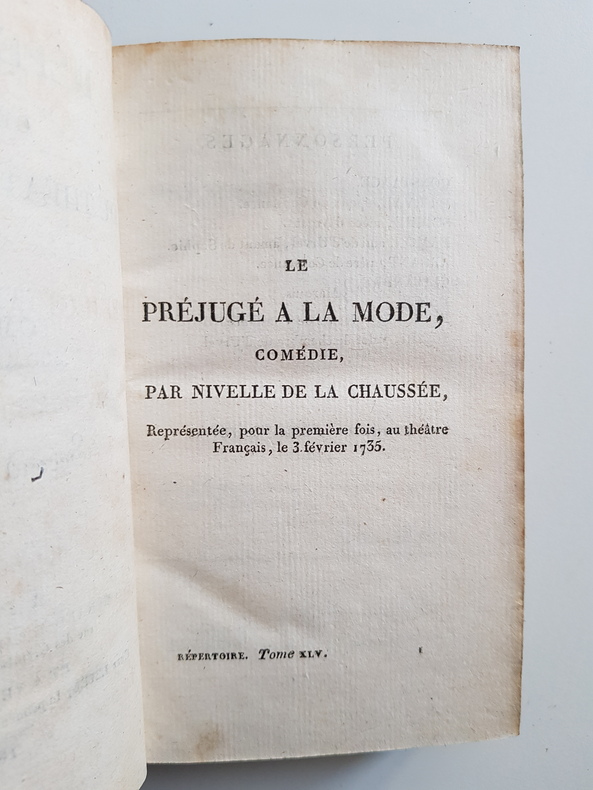 LE
PRÉJUGÉ A LA MODE,
COMÉDIE,
PAR NIVELLE DE LA CHAUSSÉE,
Représentée, pour la première fois, au théâtre
Français, le 3 février 1735.
RÉPERTOIRE. Tome XLV.
PERSONNAGES.